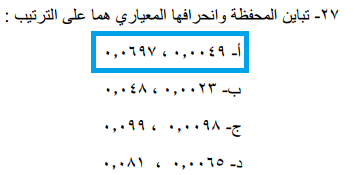 ٢٧- تباين المحفظة وانحرافها المعياري هما على الترتيب :
أ- ٠,٠٠٤٩ ، ٠,٠٦٩٧
ب- ٠,٠٠٢٣ ، ٠,٠٤٨
ج- ٠,٠٠٩٨ ، ٠,٠٩٩
د- ٠,٠٠٦٥ ، ٠,٠٨١